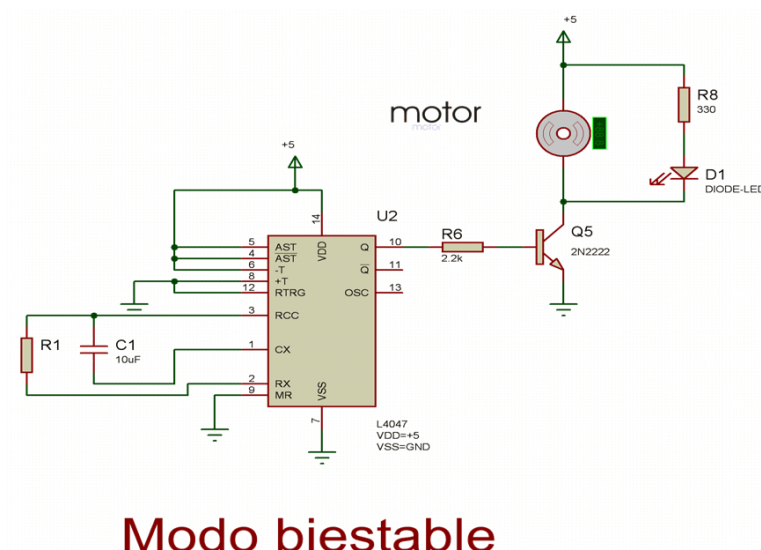 +5
motor
motor
R8
330
D1
DIODE-LED
+5
U2
14
VDD
5 AST Q 10
4 AST
6 -T Q 11
8 +T
12 RTRG OSC 13
3 RCC
1 CX
2 RX
9 MR
VSS
7
R6
2.2k
Q5
2N2222
R1
C1
10uF
L4047
VDD=+5
VSS=GND
Modo biestable